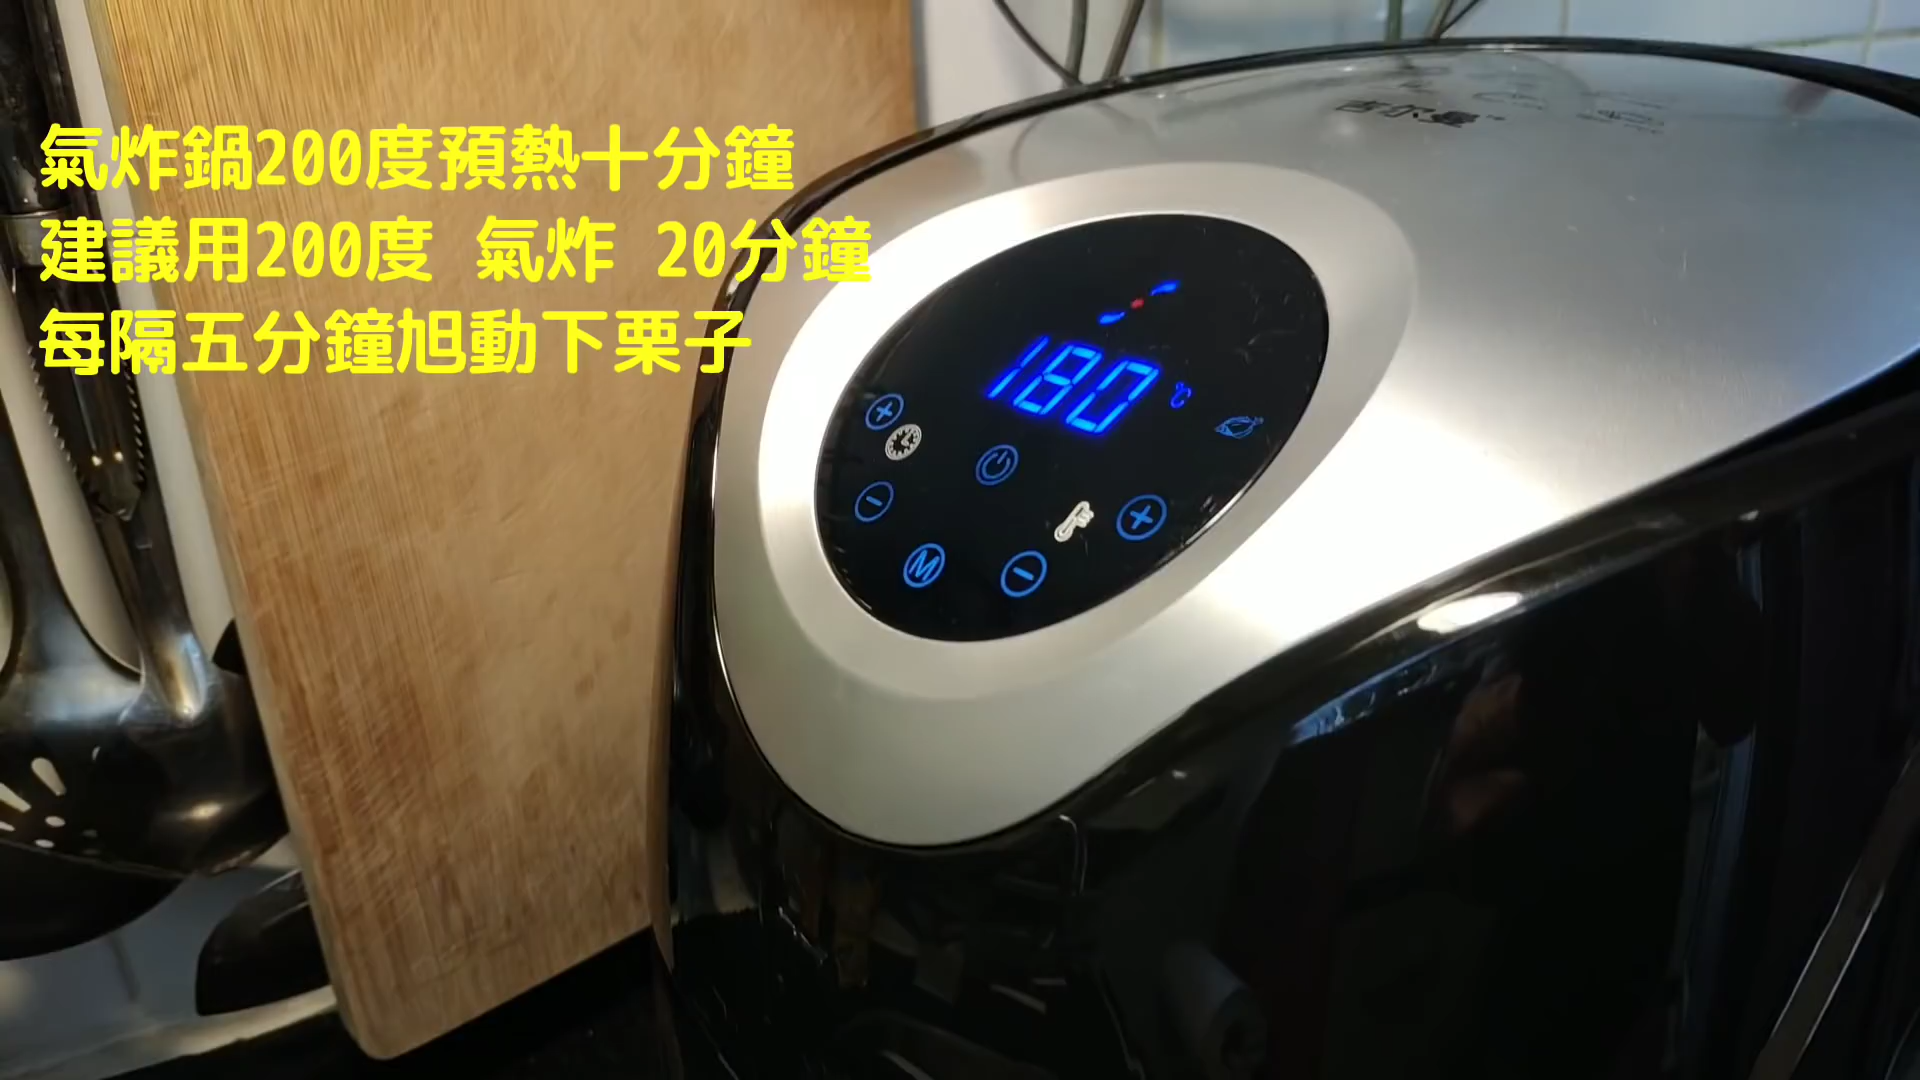 氣炸鍋200度預熱十分鐘
建議用200度 氣炸 20分鐘
每隔五分鐘旭動下栗子
180 ℃
M